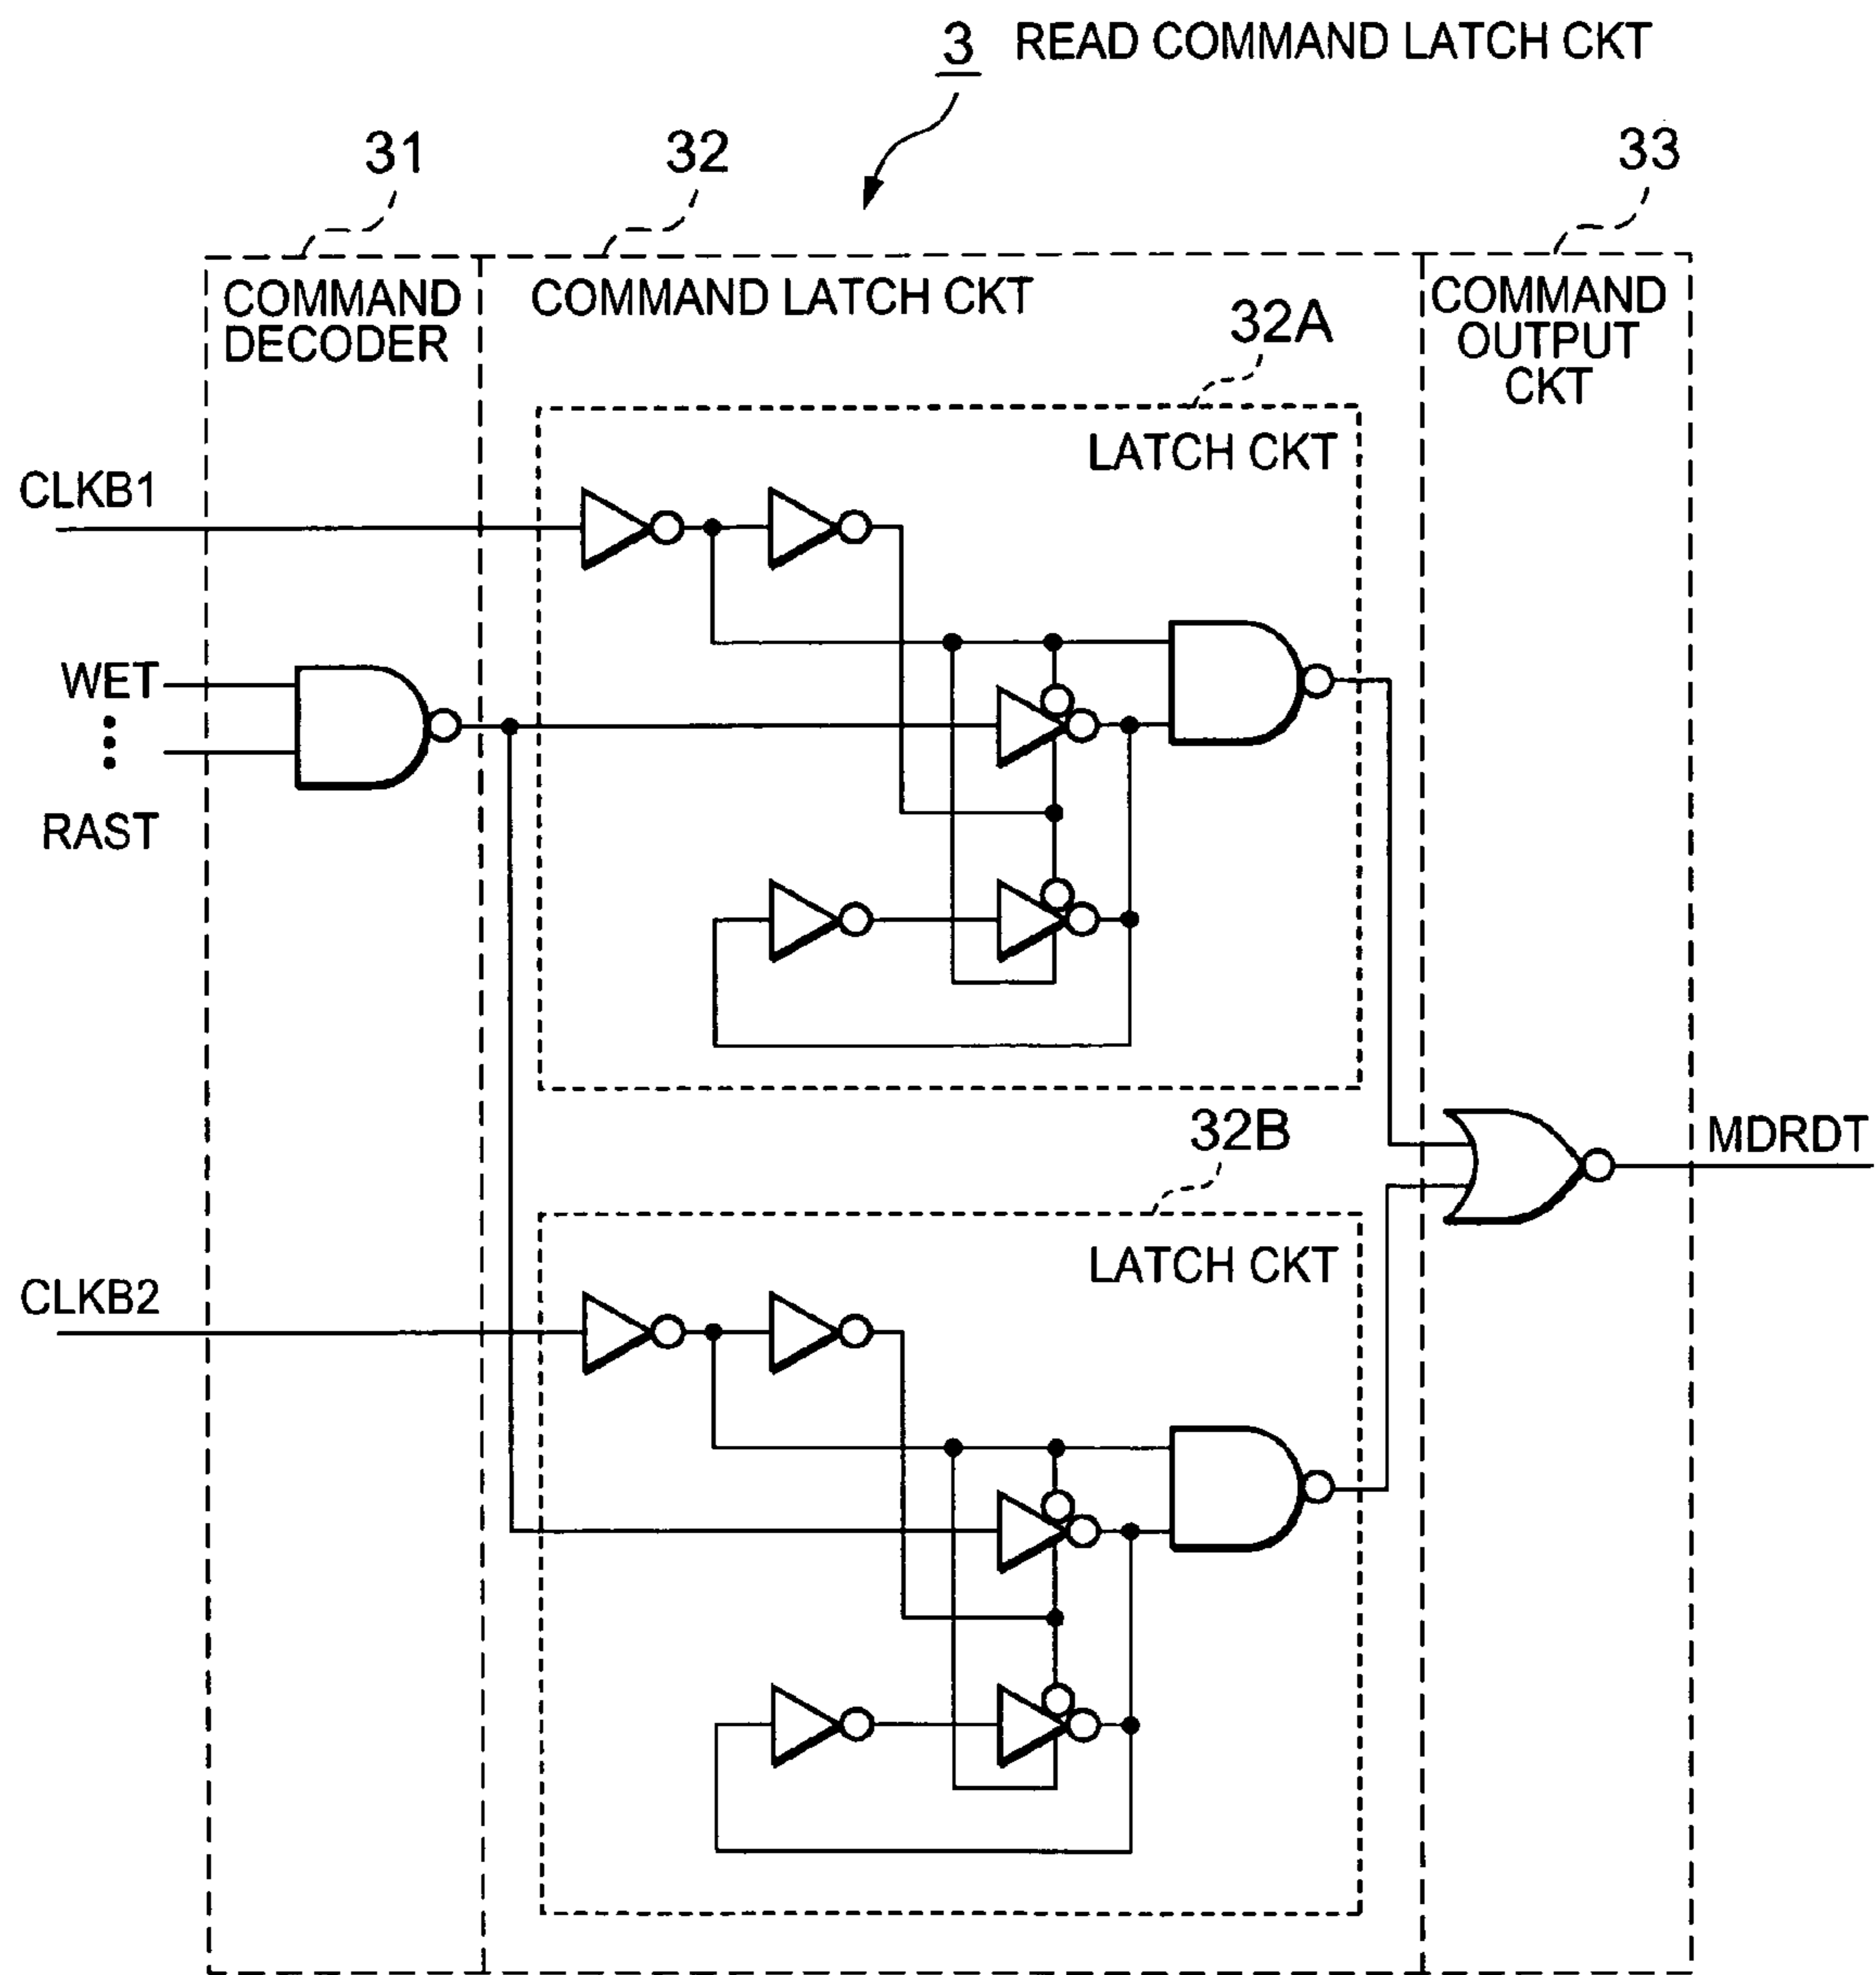 3 READ COMMAND LATCH CKT
31
32
33
COMMAND
DECODER
COMMAND LATCH CKT
COMMAND
OUTPUT
CKT
32A
LATCH CKT
CLKB1
WET
RAST
32B
MDRDT
LATCH CKT
CLKB2